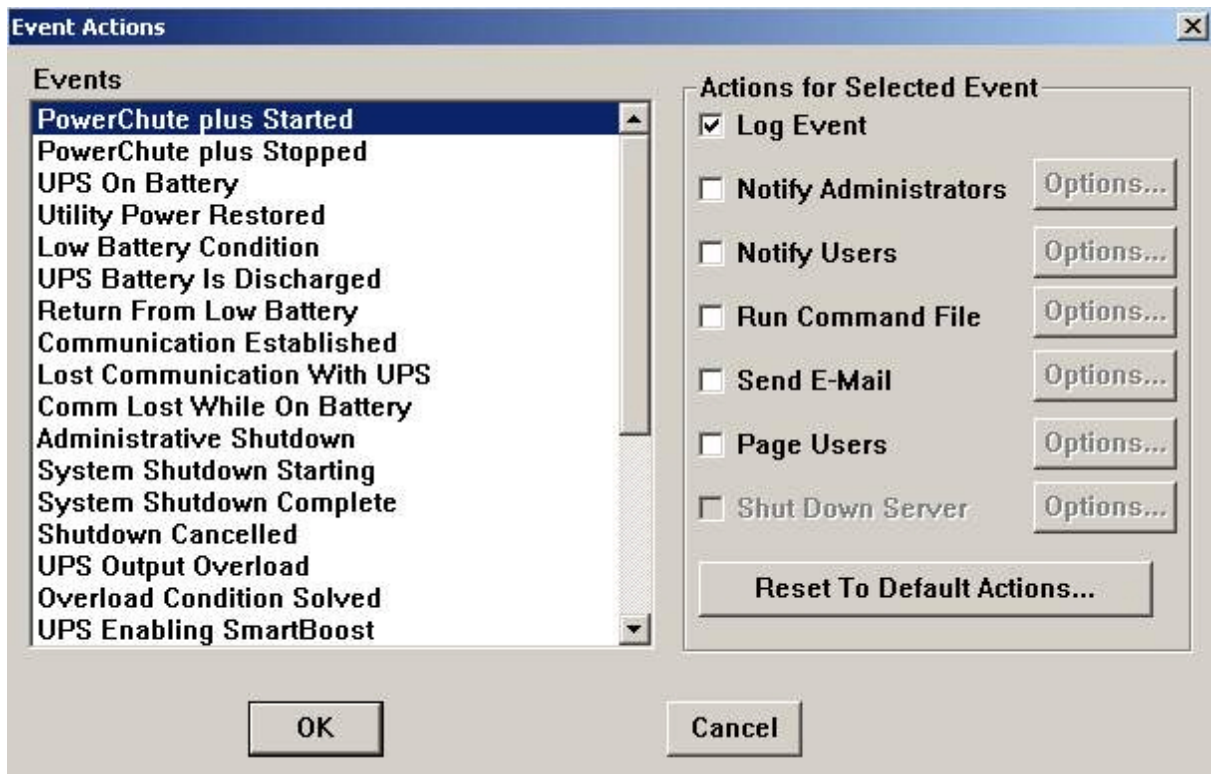 Event Actions
Events
PowerChute plus Started
PowerChute plus Stopped
UPS On Battery
Utility Power Restored
Low Battery Condition
UPS Battery Is Discharged
Return From Low Battery
Communication Established
Lost Communication With UPS
Comm Lost While On Battery
Administrative Shutdown
System Shutdown Starting
System Shutdown Complete
Shutdown Cancelled
UPS Output Overload
Overload Condition Solved
UPS Enabling SmartBoost
Actions for Selected Event
Log Event
Notify Administrators Options...
Notify Users Options...
Run Command File Options...
Send E-Mail Options...
Page Users Options...
Shut Down Server Options...
Reset To Default Actions...
OK Cancel